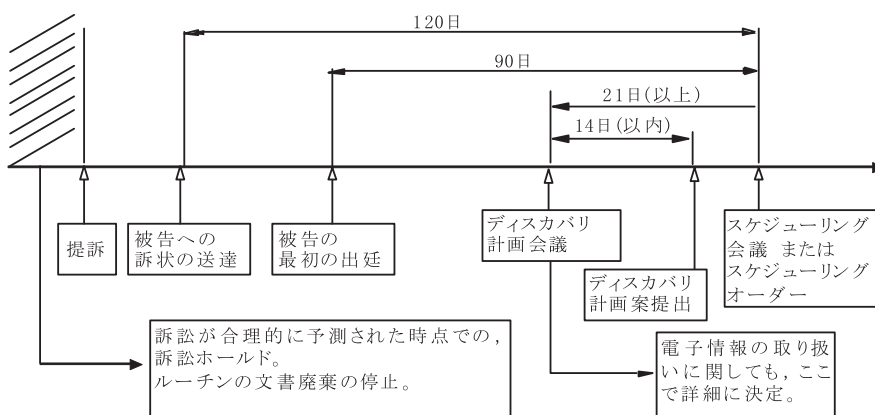 120日
90日
21日(以上)
14日(以内)
提訴
被告への
訴状の送達
被告の
最初の出廷
ディスカバリ
計画会議
ディスカバリ
計画案提出
スケジューリング
会議 または
スケジューリング
オーダー
訴訟が合理的に予測された時点での,
訴訟ホールド。
ルーチンの文書廃棄の停止。
電子情報の取り扱
いに関しても, ここ
で詳細に決定。